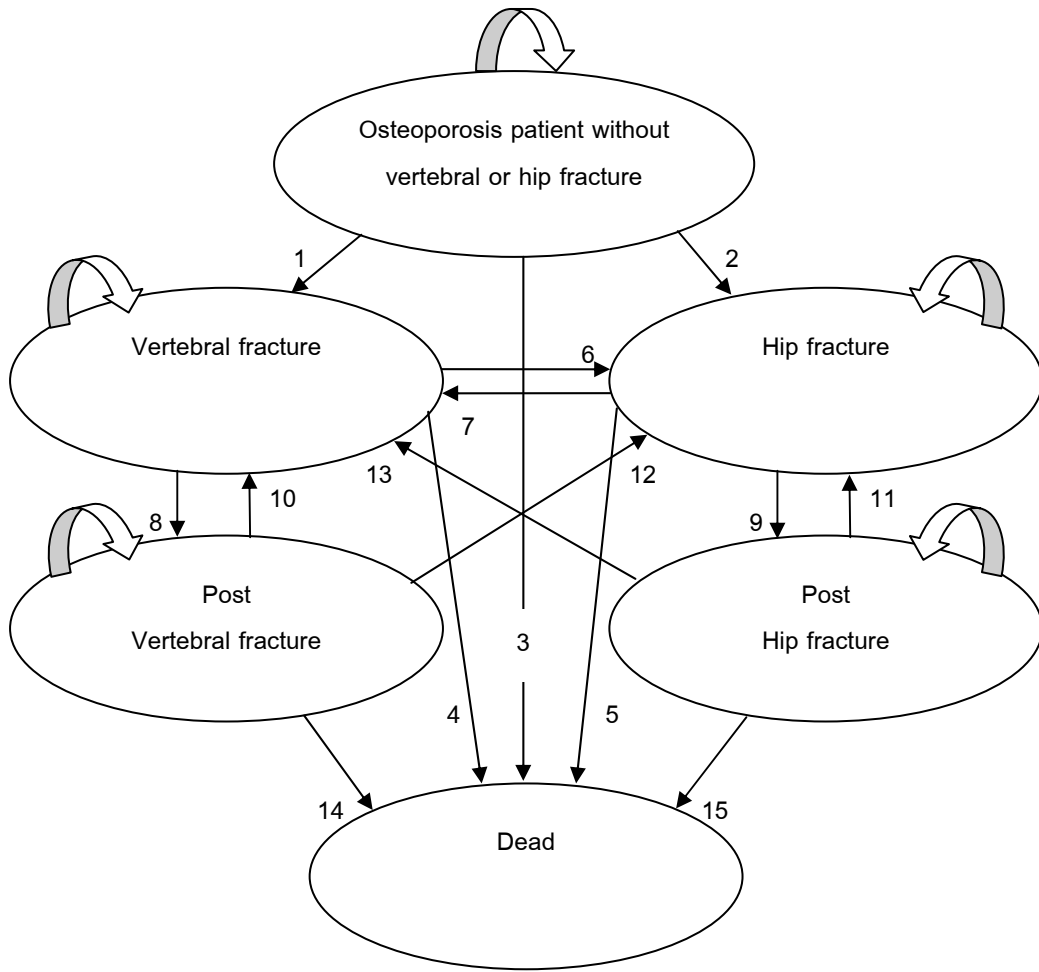 Osteoporosis patient without
vertebral or hip fracture
1
2
Vertebral fracture
Hip fracture
6
7
13
12
8
10
9
11
Post
Vertebral fracture
Post
Hip fracture
3
4
5
14
15
Dead